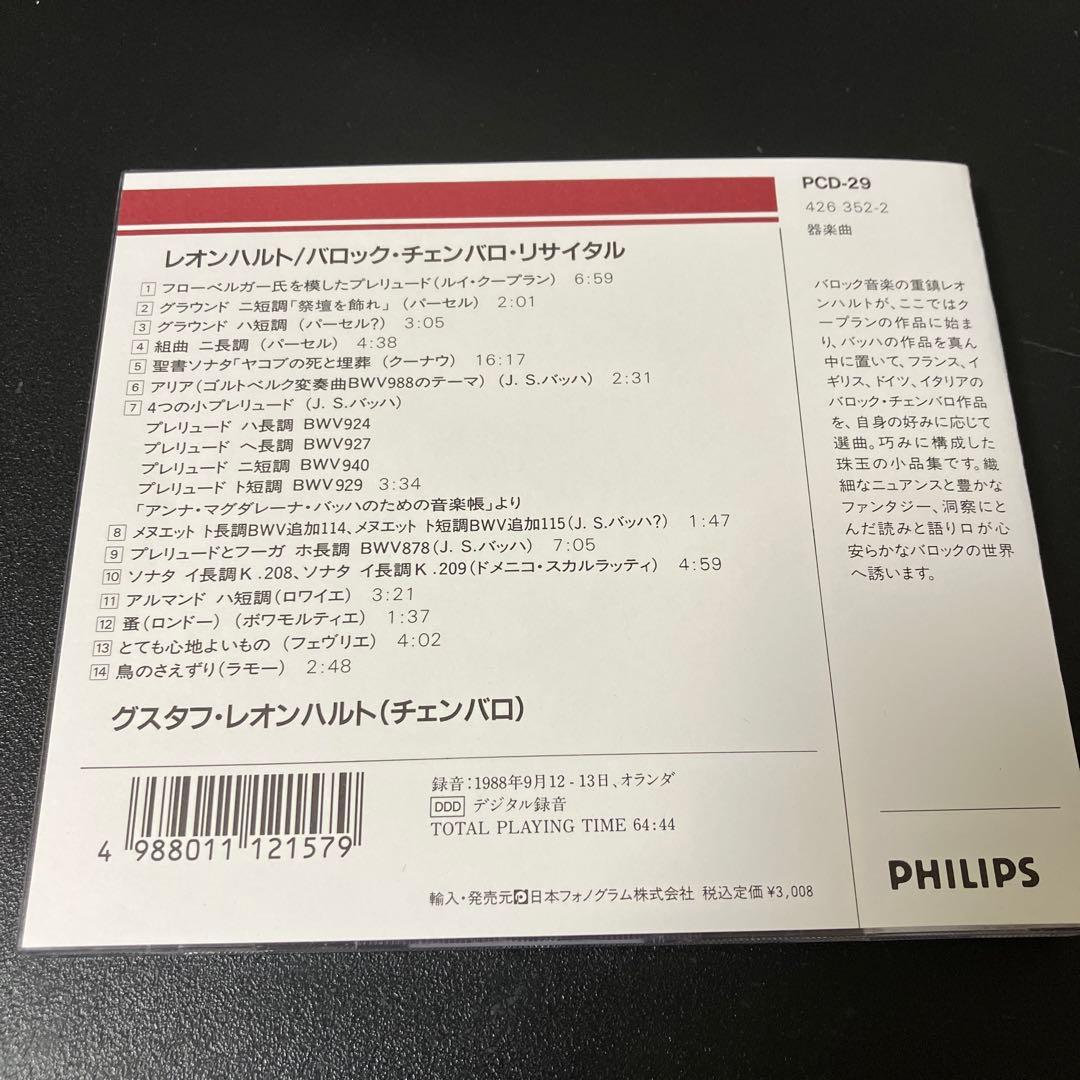 レオンハルト/バロック・チェンバロ・リサイタル
1 フローベルガー氏を模したプレリュード(ルイ・クープラン) 6:59
2 グラウンド ニ短調「祭壇を飾れ」 (パーセル) 2:01
3 グラウンド ハ短調 (パーセル?) 3:05
4 組曲 ニ長調 (パーセル) 4:38
5 聖書ソナタ「ヤコブの死と埋葬 (クーナウ) 16:17
6 アリア(ゴルトベルク変奏曲BWV988のテーマ) (J. S.バッハ) 2:31
7 4つの小プレリュード (J. S.バッハ)
プレリュード ハ長調 BWV924
プレリュード ヘ長調 BWV927
プレリュード ニ短調 BWV940
プレリュード ト短調 BWV929 3:34
「アンナ・マグダレーナ・バッハのための音楽帳」より
8 メヌエット ト長調BWV追加114、メヌエット ト短調BWV追加115(J. S.バッハ?) 1:47
9 プレリュードとフーガ ホ長調 BWV878(J. S.バッハ) 7:05
10 ソナタ イ長調K.208、ソナタ イ長調K.209(ドメニコ・スカルラッティ) 4:59
11 アルマンド ハ短調(ロワイエ) 3:21
12 蚤(ロンドー) (ボワモルティエ) 1:37
13 とても心地よいもの (フェヴリエ) 4:02
14 鳥のさえずり(ラモー) 2:48
グスタフ・レオンハルト(チェンバロ)
4 988011 121579
録音:1988年9月12-13日、オランダ
DDD デジタル録音
TOTAL PLAYING TIME 64:44
輸入・発売元 日本フォノグラム株式会社 税込定価 ¥3,008
PCD-29
426 352-2
器楽曲
バロック音楽の重鎮レオ
ンハルトが、ここではク
ープランの作品に始ま
り、バッハの作品を真ん
中に置いて、フランス、イ
ギリス、ドイツ、イタリアの
バロック・チェンバロ作品
を、自身の好みに応じて
選曲。巧みに構成した
珠玉の小品集です。繊
細なニュアンスと豊かな
ファンタジー、洞察にと
んだ読みと語り口が心
安らかなバロックの世界
へ誘います。
PHILIPS